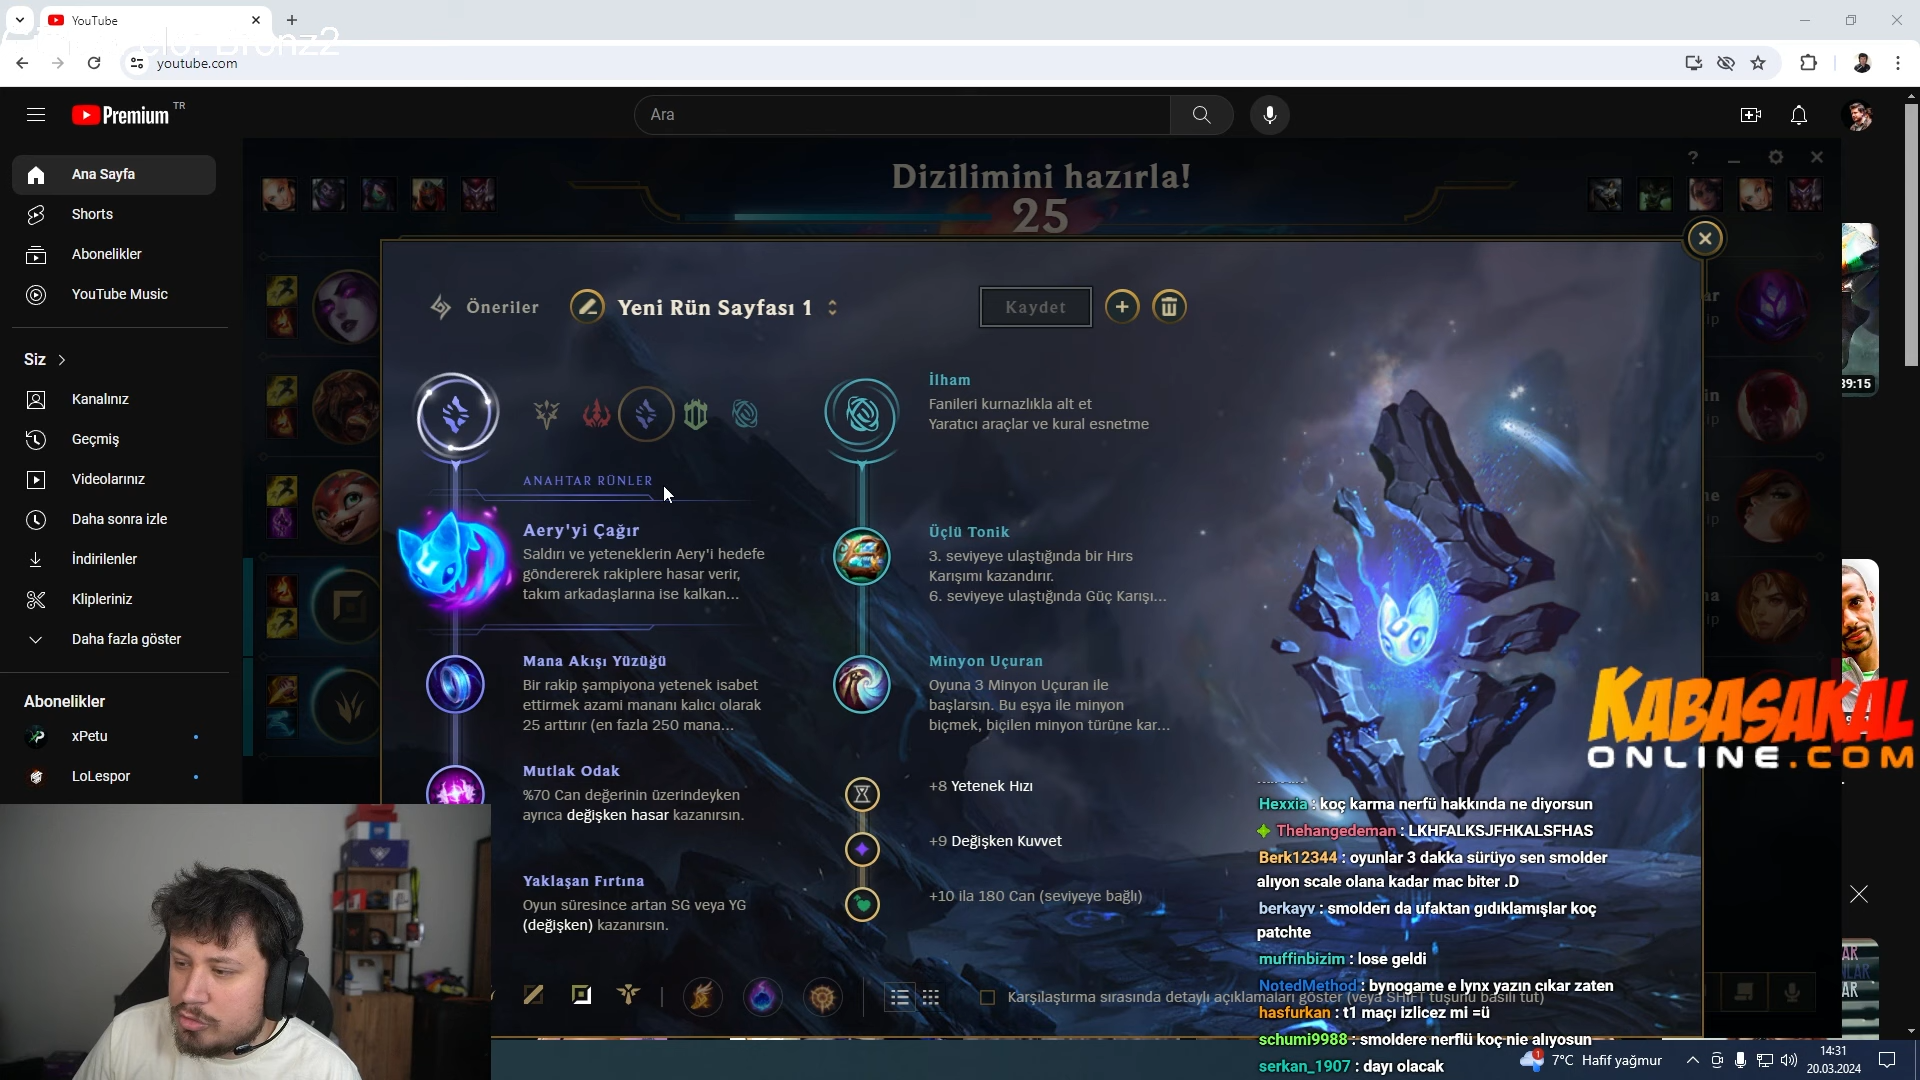 YouTube
Bronz2
youtube.com
Premium TR
Ara
Ana Sayfa
Shorts
Abonelikler
YouTube Music
Siz
Kanalınız
Geçmiş
Videolarınız
Daha sonra izle
İndirilenler
Klipleriniz
Daha fazla göster
Abonelikler
xPetu
LoLespor
Dizilimini hazırla!
25
Öneriler
Yeni Rün Sayfası 1
Kaydet
ANAHTAR RÜNLER
Aery'yi Çağır
Saldırı ve yeteneklerin Aery'i hedefe
göndererek rakiplere hasar verir,
takım arkadaşlarına ise kalkan...
Mana Akışı Yüzüğü
Bir rakip şampiyona yetenek isabet
ettirmek azami mananı kalıcı olarak
25 arttırır (en fazla 250 mana...
Mutlak Odak
%70 Can değerinin üzerindeyken
ayrıca değişken hasar kazanırsın.
Yaklaşan Fırtına
Oyun süresince artan SG veya YG
(değişken) kazanırsın.
İlham
Fanileri kurnazlıkla alt et
Yaratıcı araçlar ve kural esnetme
Üçlü Tonik
3. seviyeye ulaştığında bir Hırs
Karışımı kazandırır.
6. seviyeye ulaştığında Güç Karışı...
Minyon Uçuran
Oyuna 3 Minyon Uçuran ile
başlarsın. Bu eşya ile minyon
biçmek, biçilen minyon türüne kar...
+8 Yetenek Hızı
+9 Değişken Kuvvet
+10 ila 180 Can (seviyeye bağlı)
Karşılaştırma sırasında detaylı açıklamaları göster (veya SHIFT tuşunu basılı tut)
39:15
KABASAKAL
ONLINE.COM
Hexxia : koç karma nerfü hakkında ne diyorsun
Thehangedeman : LKHFALKSJFHKALSFHAS
Berk12344 : oyunlar 3 dakka sürüyo sen smolder
alıyon scale olana kadar mac biter .D
berkayv : smolderı da ufaktan gıdıklamışlar koç
patchte
muffinbizim : lose geldi
NotedMethod : bynogame e lynx yazın cıkar zaten
hasfurkan : t1 maçı izlicez mi =ü
schumi9988 : smoldere nerflü koç nie alıyosun
serkan_1907 : dayı olacak
7°C Hafif yağmur
14:31
20.03.2024